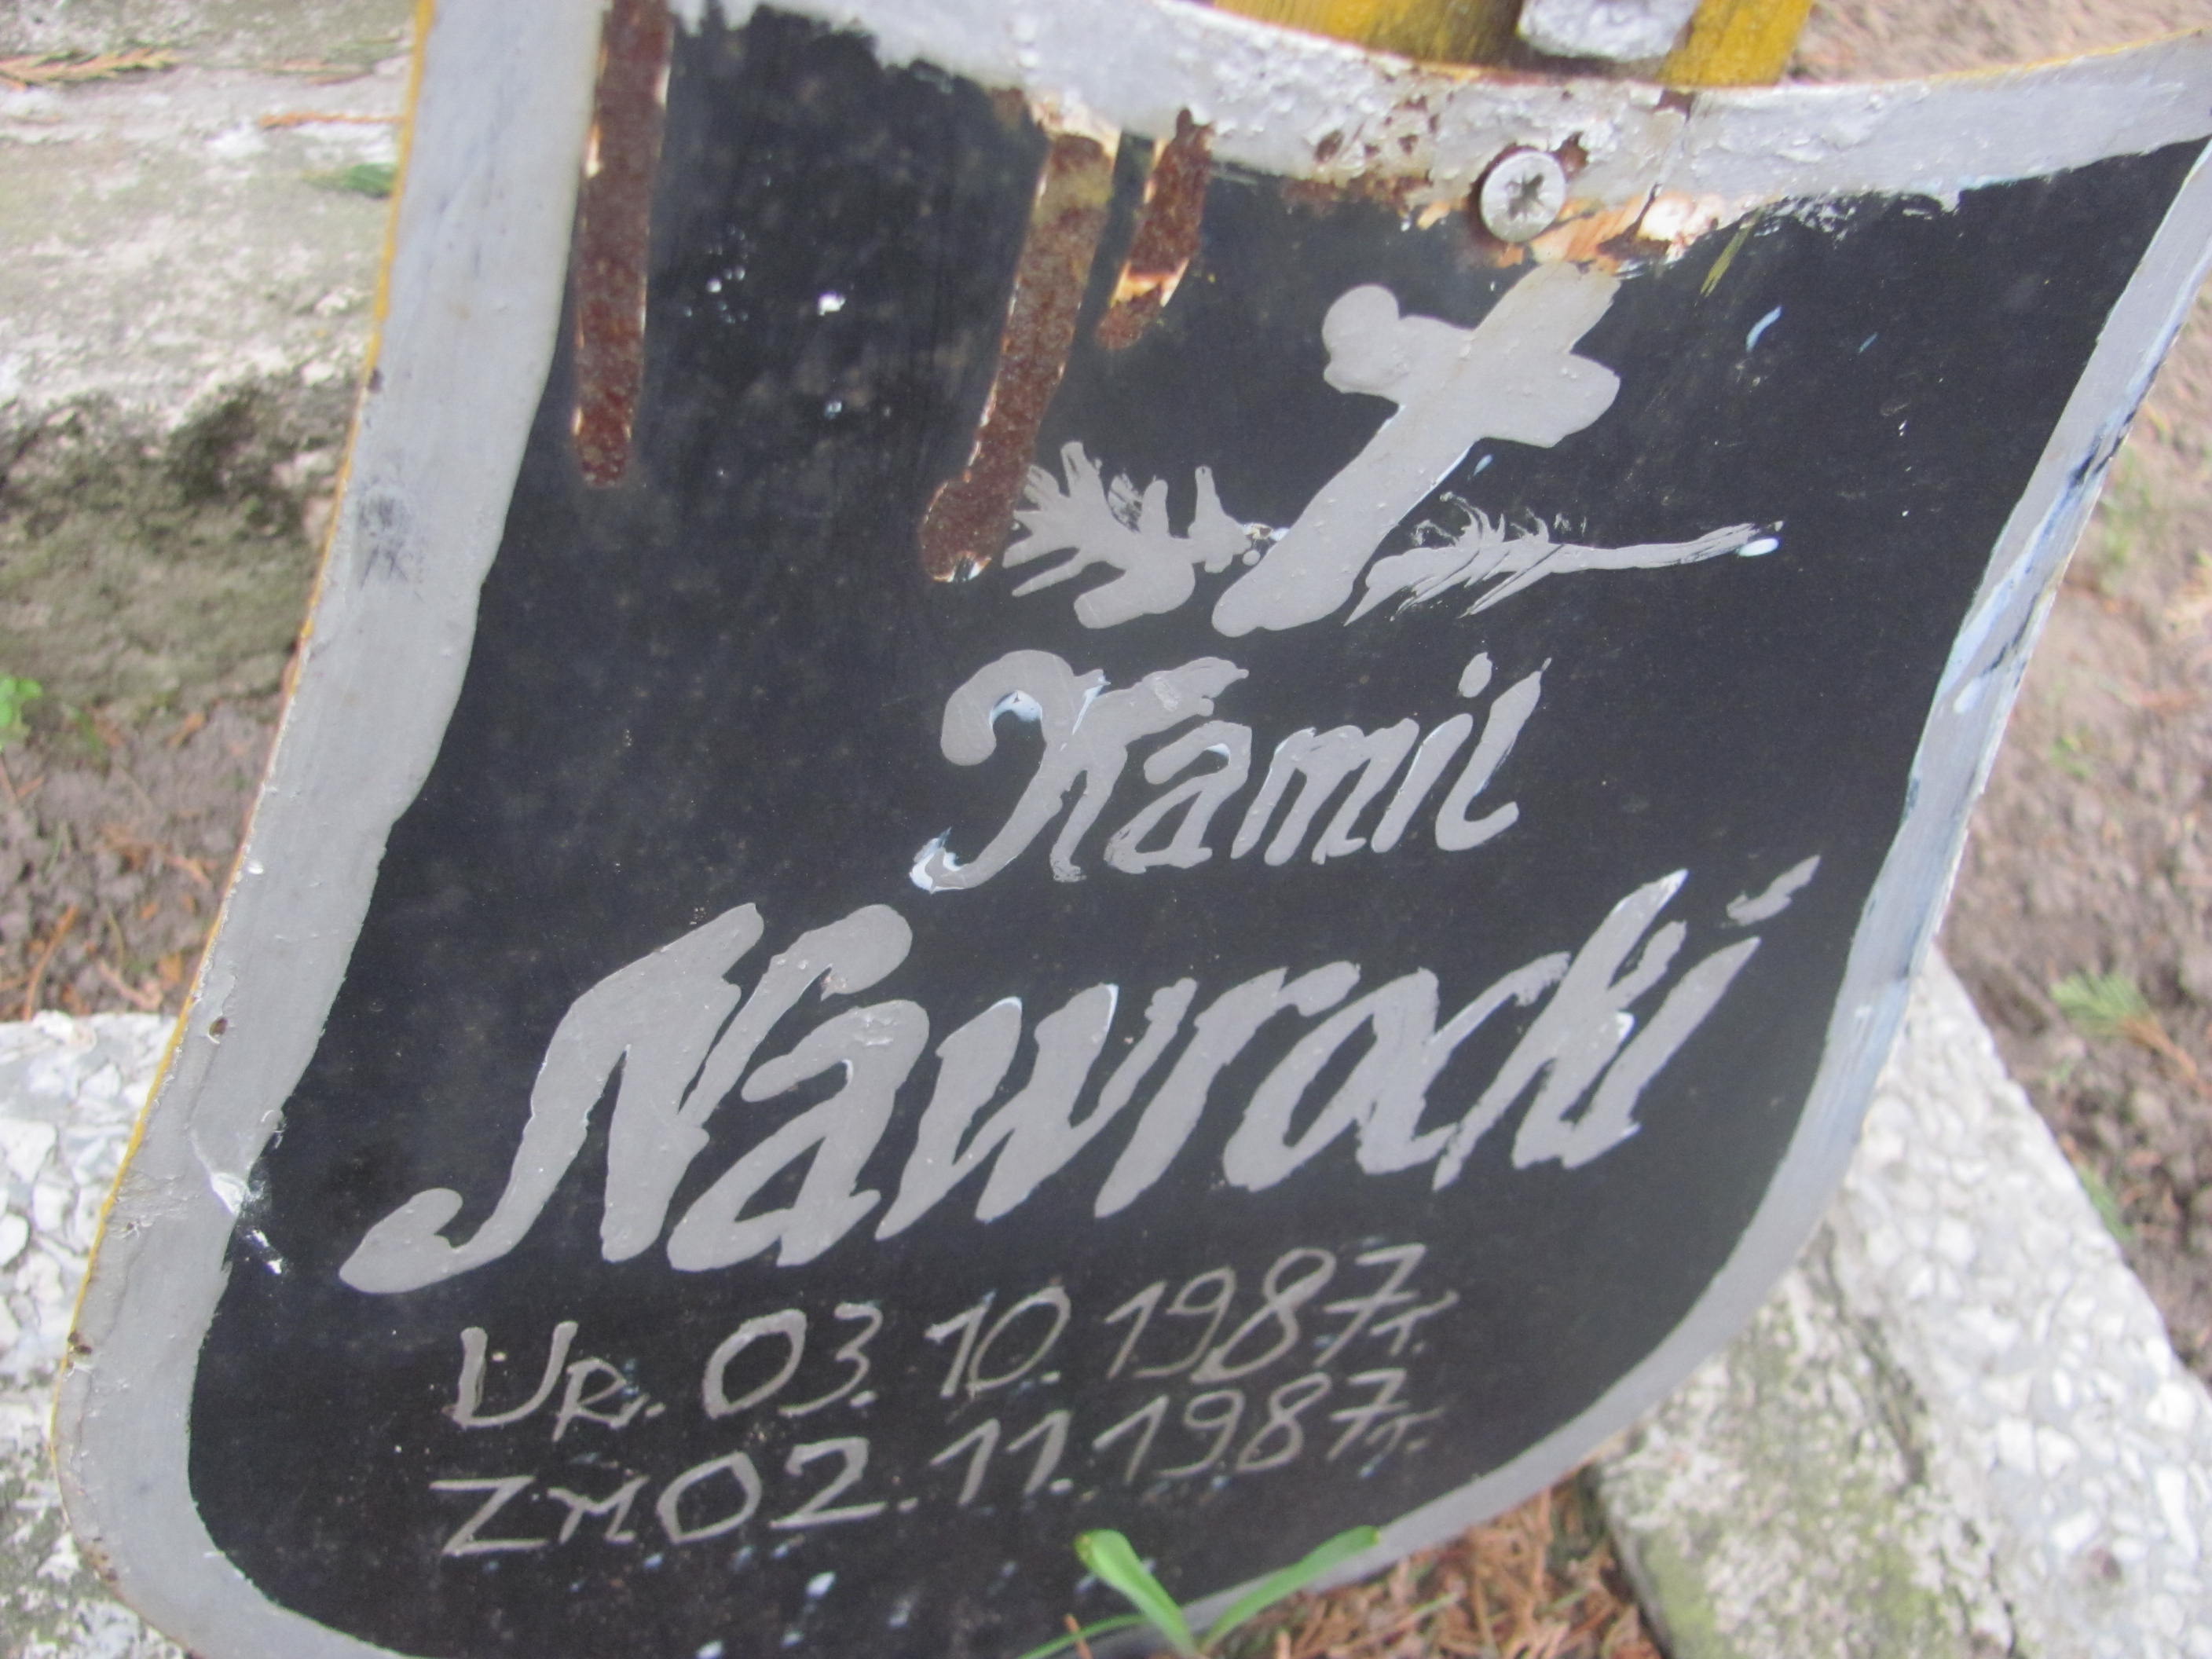 Kamil
Nawrocki
UR. 03.10.1987r.
Zm 02.11.1987r.